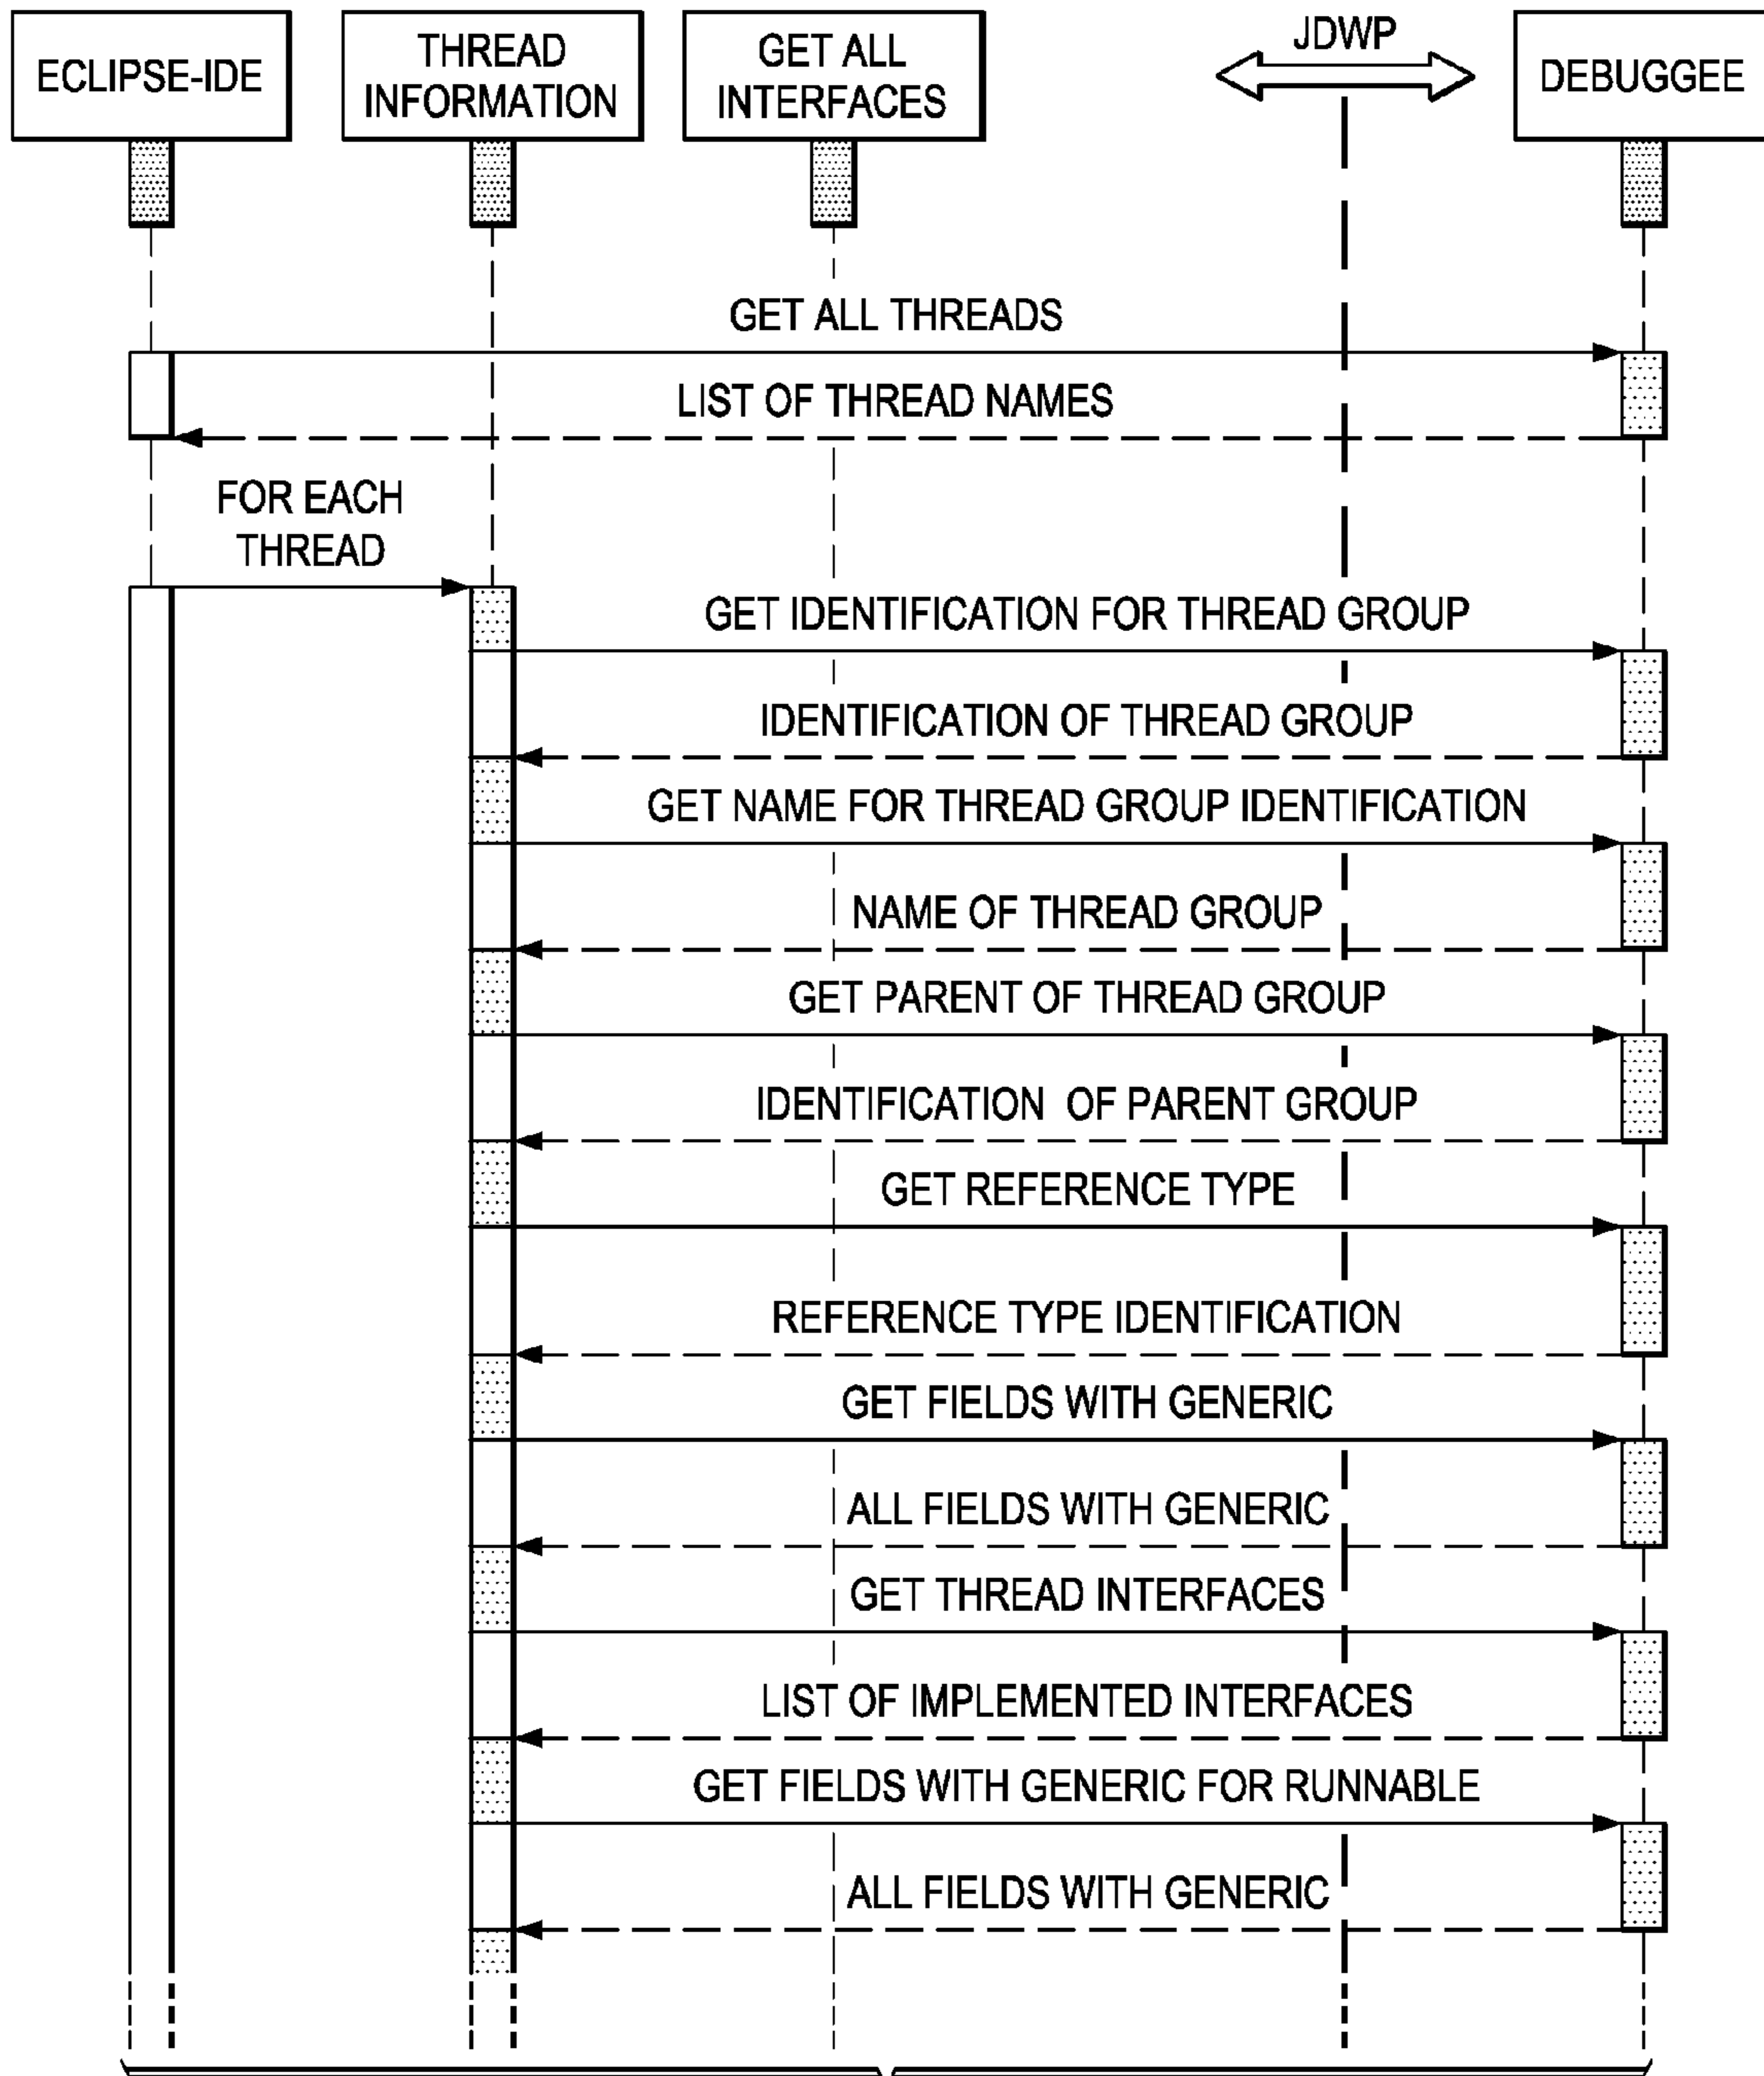 ECLIPSE-IDE
THREAD
INFORMATION
GET ALL
INTERFACES
JDWP
DEBUGGEE
GET ALL THREADS
LIST OF THREAD NAMES
FOR EACH
THREAD
GET IDENTIFICATION FOR THREAD GROUP
IDENTIFICATION OF THREAD GROUP
GET NAME FOR THREAD GROUP IDENTIFICATION
NAME OF THREAD GROUP
GET PARENT OF THREAD GROUP
IDENTIFICATION OF PARENT GROUP
GET REFERENCE TYPE
REFERENCE TYPE IDENTIFICATION
GET FIELDS WITH GENERIC
ALL FIELDS WITH GENERIC
GET THREAD INTERFACES
LIST OF IMPLEMENTED INTERFACES
GET FIELDS WITH GENERIC FOR RUNNABLE
ALL FIELDS WITH GENERIC